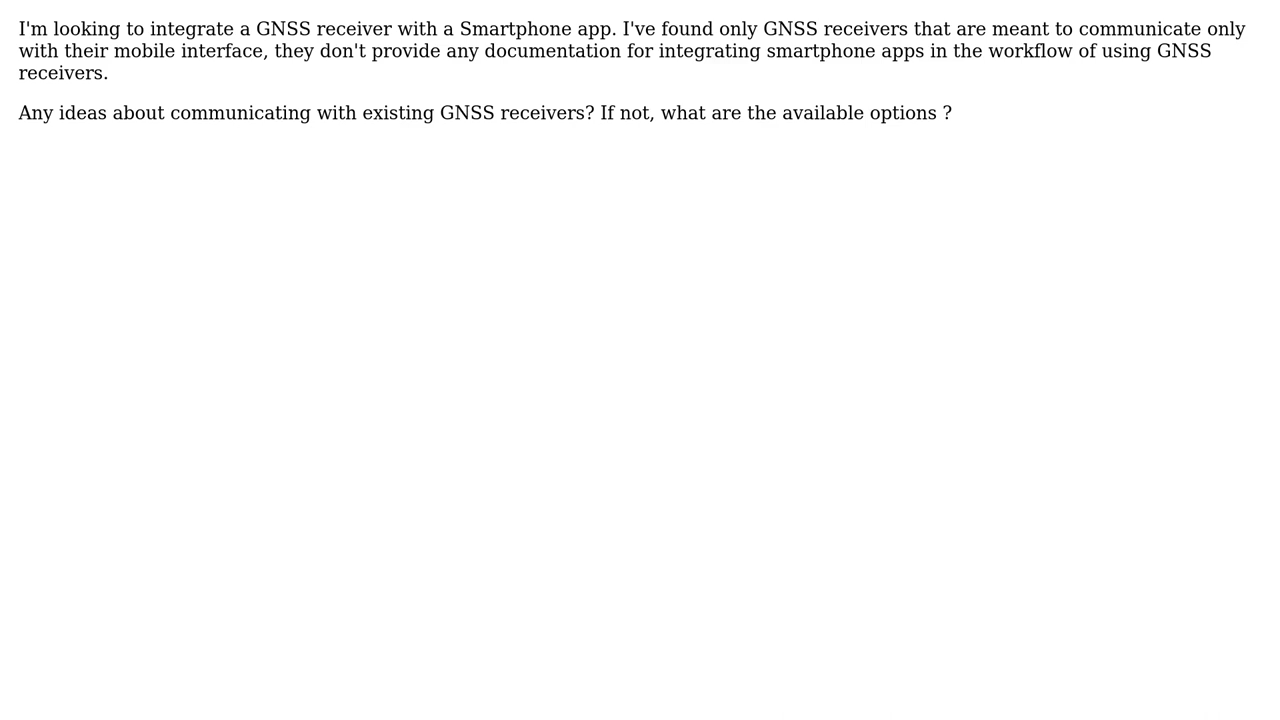 I'm looking to integrate a GNSS receiver with a Smartphone app. I've found only GNSS receivers that are meant to communicate only
with their mobile interface, they don't provide any documentation for integrating smartphone apps in the workflow of using GNSS
receivers.
Any ideas about communicating with existing GNSS receivers? If not, what are the available options ?